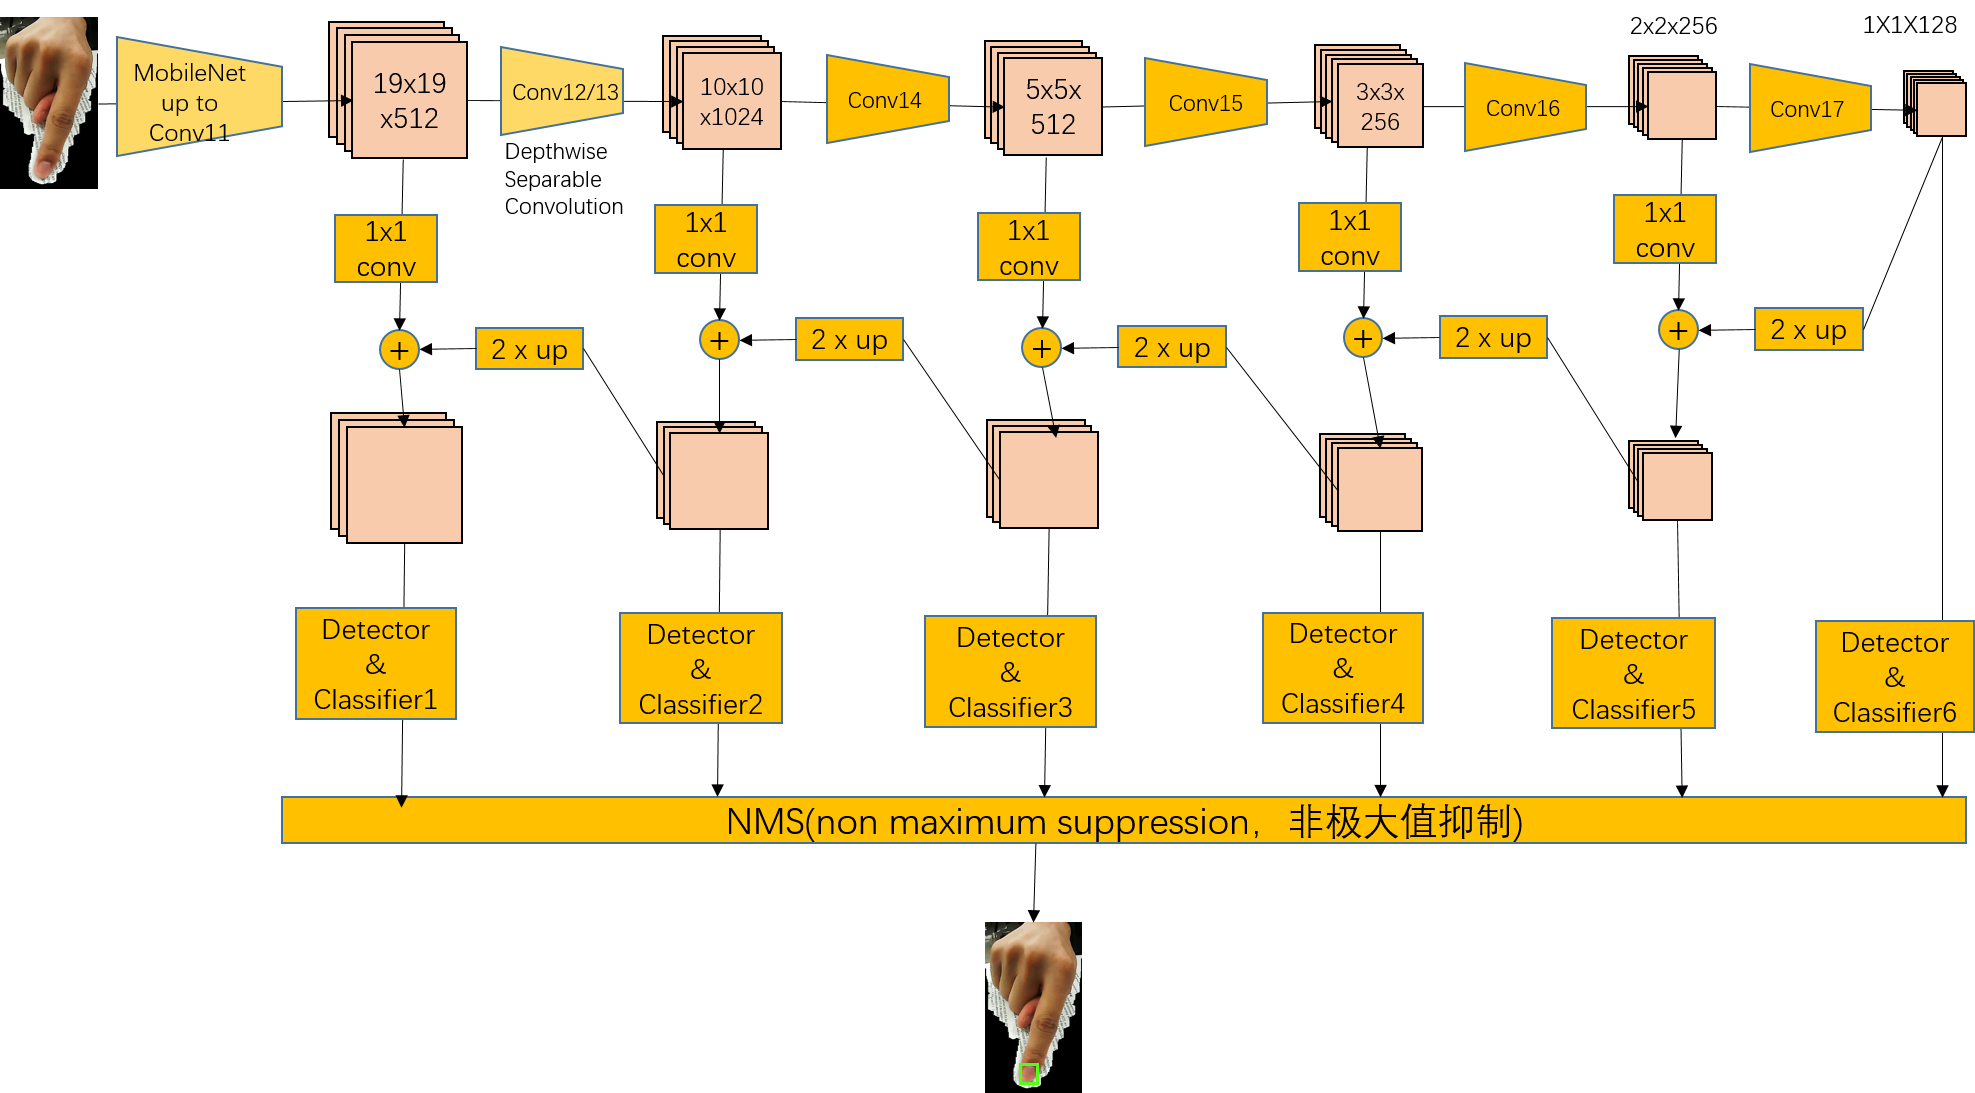 2x2x256
1X1X128
MobileNet
up to
Conv11
19x19
x512
Conv12/13
Depthwise
Separable
Convolution
10x10
x1024
Conv14
5x5x
512
Conv15
3x3x
256
Conv16
Conv17
1x1
conv
1x1
conv
1x1
conv
1x1
conv
1x1
conv
+
2 x up
+
2 x up
+
2 x up
+
2 x up
+
2 x up
Detector
&
Classifier1
Detector
&
Classifier2
Detector
&
Classifier3
Detector
&
Classifier4
Detector
&
Classifier5
Detector
&
Classifier6
NMS(non maximum suppression，非极大值抑制)